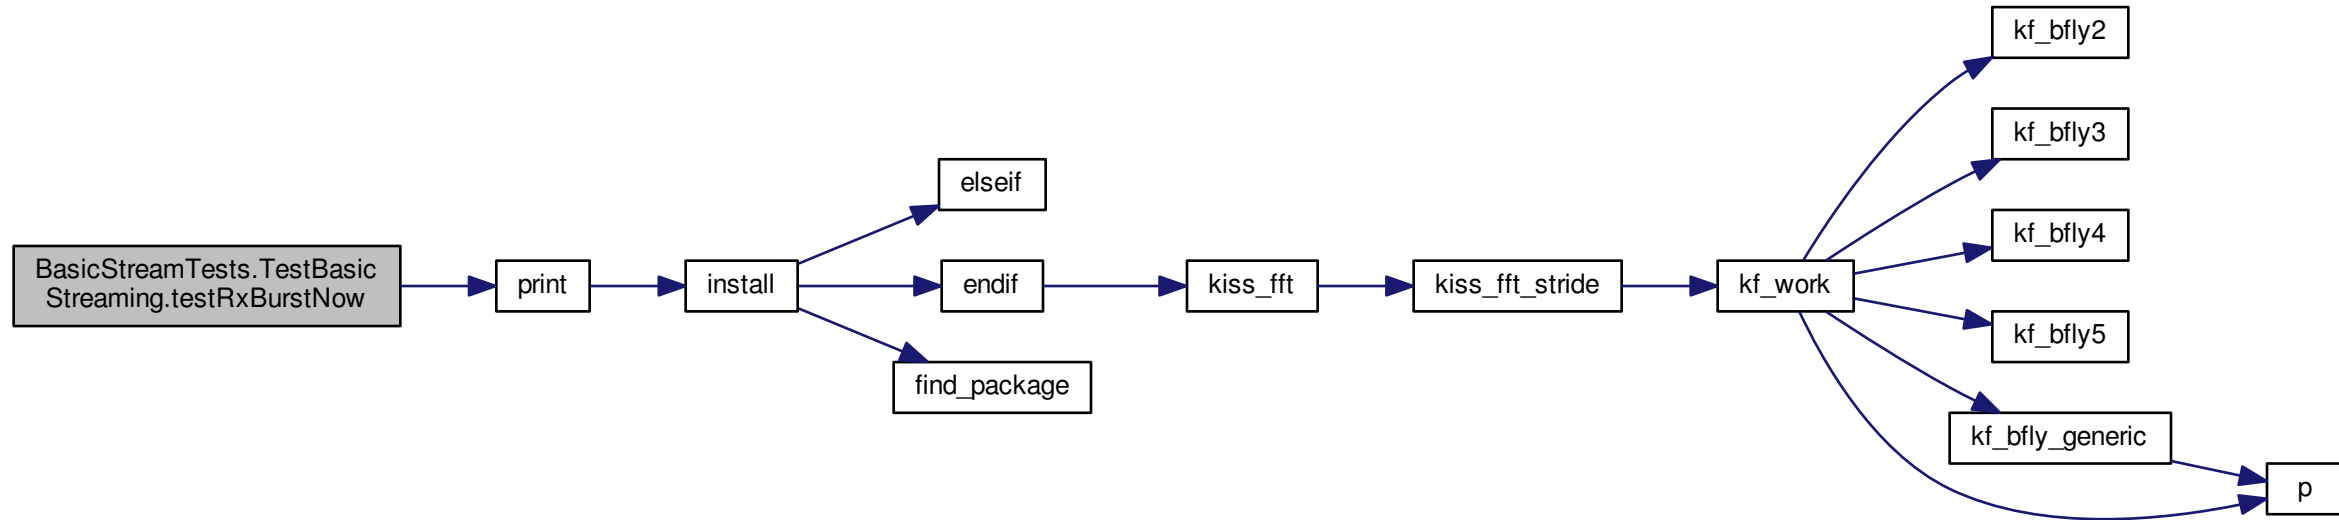 BasicStreamTests.TestBasic
Streaming.testRxBurstNow
print
install
elseif
endif
find_package
kiss_fft
kiss_fft_stride
kf_work
kf_bfly2
kf_bfly3
kf_bfly4
kf_bfly5
kf_bfly_generic
p